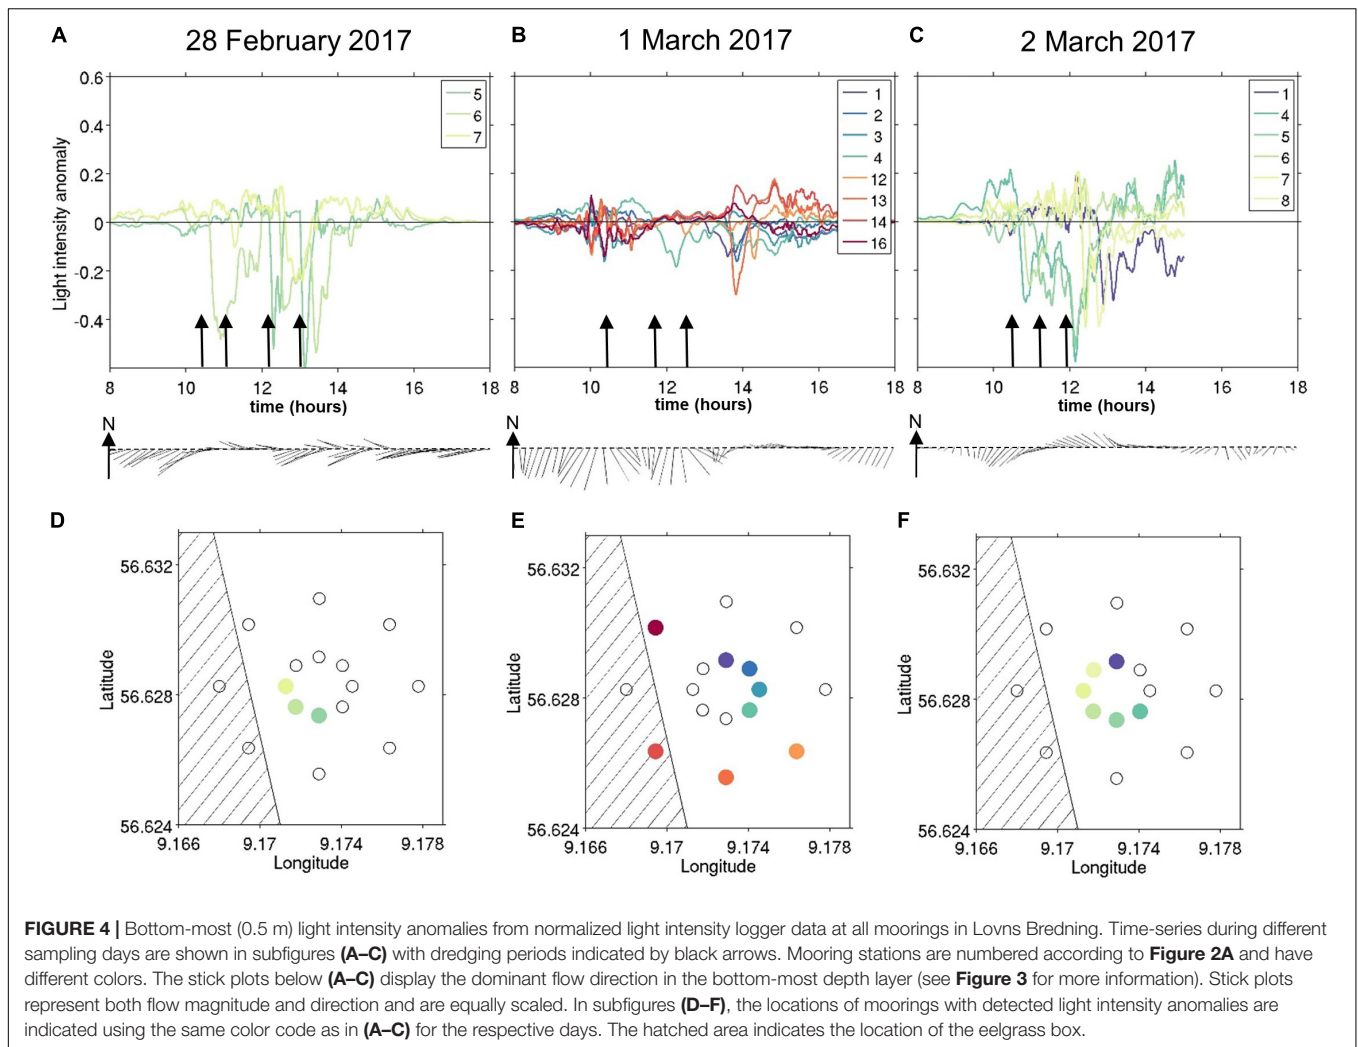 A
28 February 2017
B
1 March 2017
C
2 March 2017
Light intensity anomaly
0.6
0.4
0.2
0
-0.2
-0.4
5
6
7
1
2
3
4
12
13
14
16
1
4
5
6
7
8
8 10 12 14 16 18
8 10 12 14 16 18
8 10 12 14 16 18
time (hours)
time (hours)
time (hours)
N
N
N
D
E
F
Latitude
56.632
56.628
56.624
9.166 9.17 9.174 9.178
Longitude
Latitude
56.632
56.628
56.624
9.166 9.17 9.174 9.178
Longitude
Latitude
56.632
56.628
56.624
9.166 9.17 9.174 9.178
Longitude
FIGURE 4 | Bottom-most (0.5 m) light intensity anomalies from normalized light intensity logger data at all moorings in Lovns Bredning. Time-series during different
sampling days are shown in subfigures (A–C) with dredging periods indicated by black arrows. Mooring stations are numbered according to Figure 2A and have
different colors. The stick plots below (A–C) display the dominant flow direction in the bottom-most depth layer (see Figure 3 for more information). Stick plots
represent both flow magnitude and direction and are equally scaled. In subfigures (D–F), the locations of moorings with detected light intensity anomalies are
indicated using the same color code as in (A–C) for the respective days. The hatched area indicates the location of the eelgrass box.